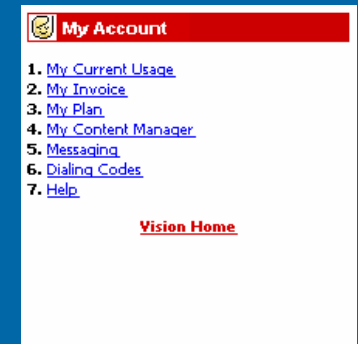 My Account
1. My Current Usage
2. My Invoice
3. My Plan
4. My Content Manager
5. Messaging
6. Dialing Codes
7. Help
Vision Home